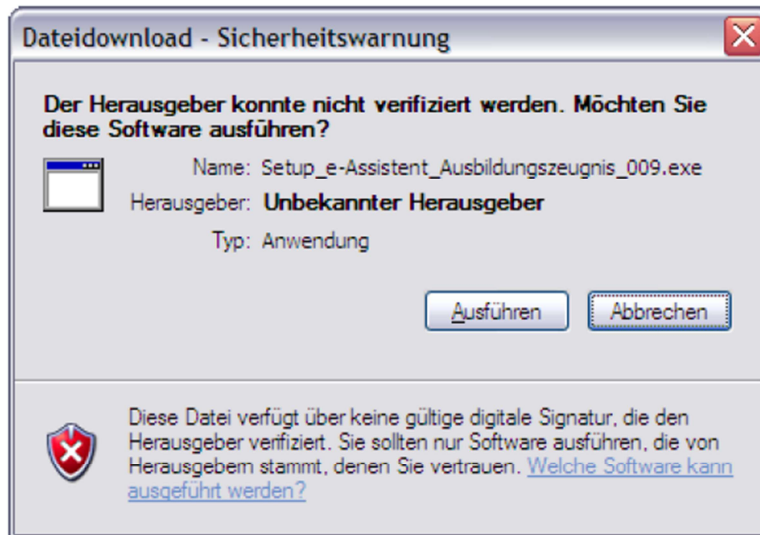 Dateidownload - Sicherheitswarnung
Der Herausgeber konnte nicht verifiziert werden. Möchten Sie
diese Software ausführen?
Name: Setup_e-Assistent_Ausbildungszeugnis_009.exe
Herausgeber: Unbekannter Herausgeber
Typ: Anwendung
Ausführen Abbrechen
Diese Datei verfügt über keine gültige digitale Signatur, die den
Herausgeber verifiziert. Sie sollten nur Software ausführen, die von
Herausgebern stammt, denen Sie vertrauen. Welche Software kann
ausgeführt werden?